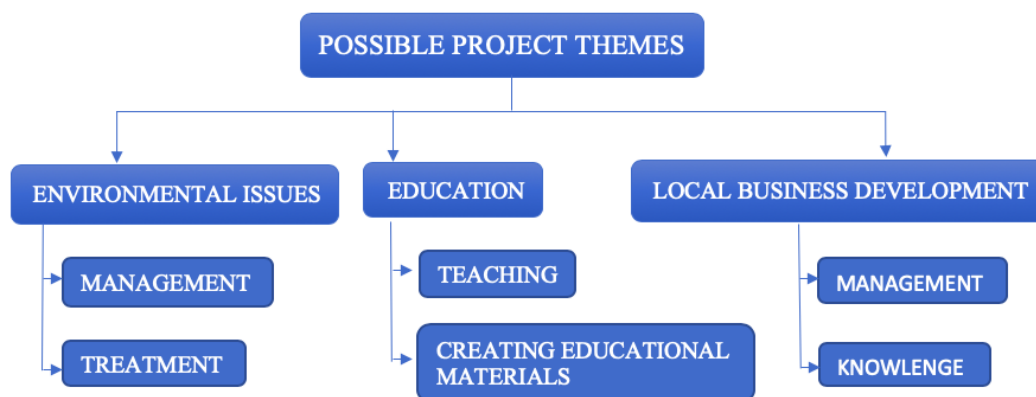 POSSIBLE PROJECT THEMES
ENVIRONMENTAL ISSUES
MANAGEMENT
TREATMENT
EDUCATION
TEACHING
CREATING EDUCATIONAL
MATERIALS
LOCAL BUSINESS DEVELOPMENT
MANAGEMENT
KNOWLENGE